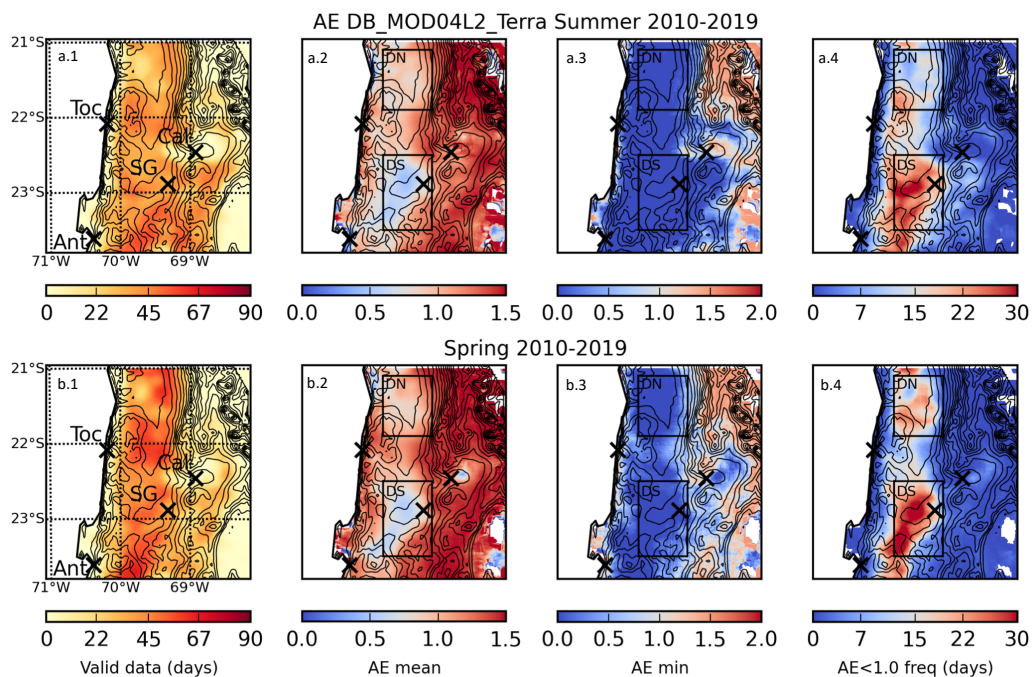 AE DB_MOD04L2_Terra Summer 2010-2019
21°S
22°S
23°S
a.1
Toc
Cal
SG
Ant
71°W 70°W 69°W
a.2
DN
DS
a.3
DN
DS
a.4
DN
DS
0 22 45 67 90
0.0 0.5 1.0 1.5
0.0 0.5 1.0 1.5 2.0
0 7 15 22 30
Spring 2010-2019
21°S
22°S
23°S
b.1
Toc
Cal
SG
Ant
71°W 70°W 69°W
b.2
DN
DS
b.3
DN
DS
b.4
DN
DS
0 22 45 67 90
0.0 0.5 1.0 1.5
0.0 0.5 1.0 1.5 2.0
0 7 15 22 30
Valid data (days)
AE mean
AE min
AE<1.0 freq (days)